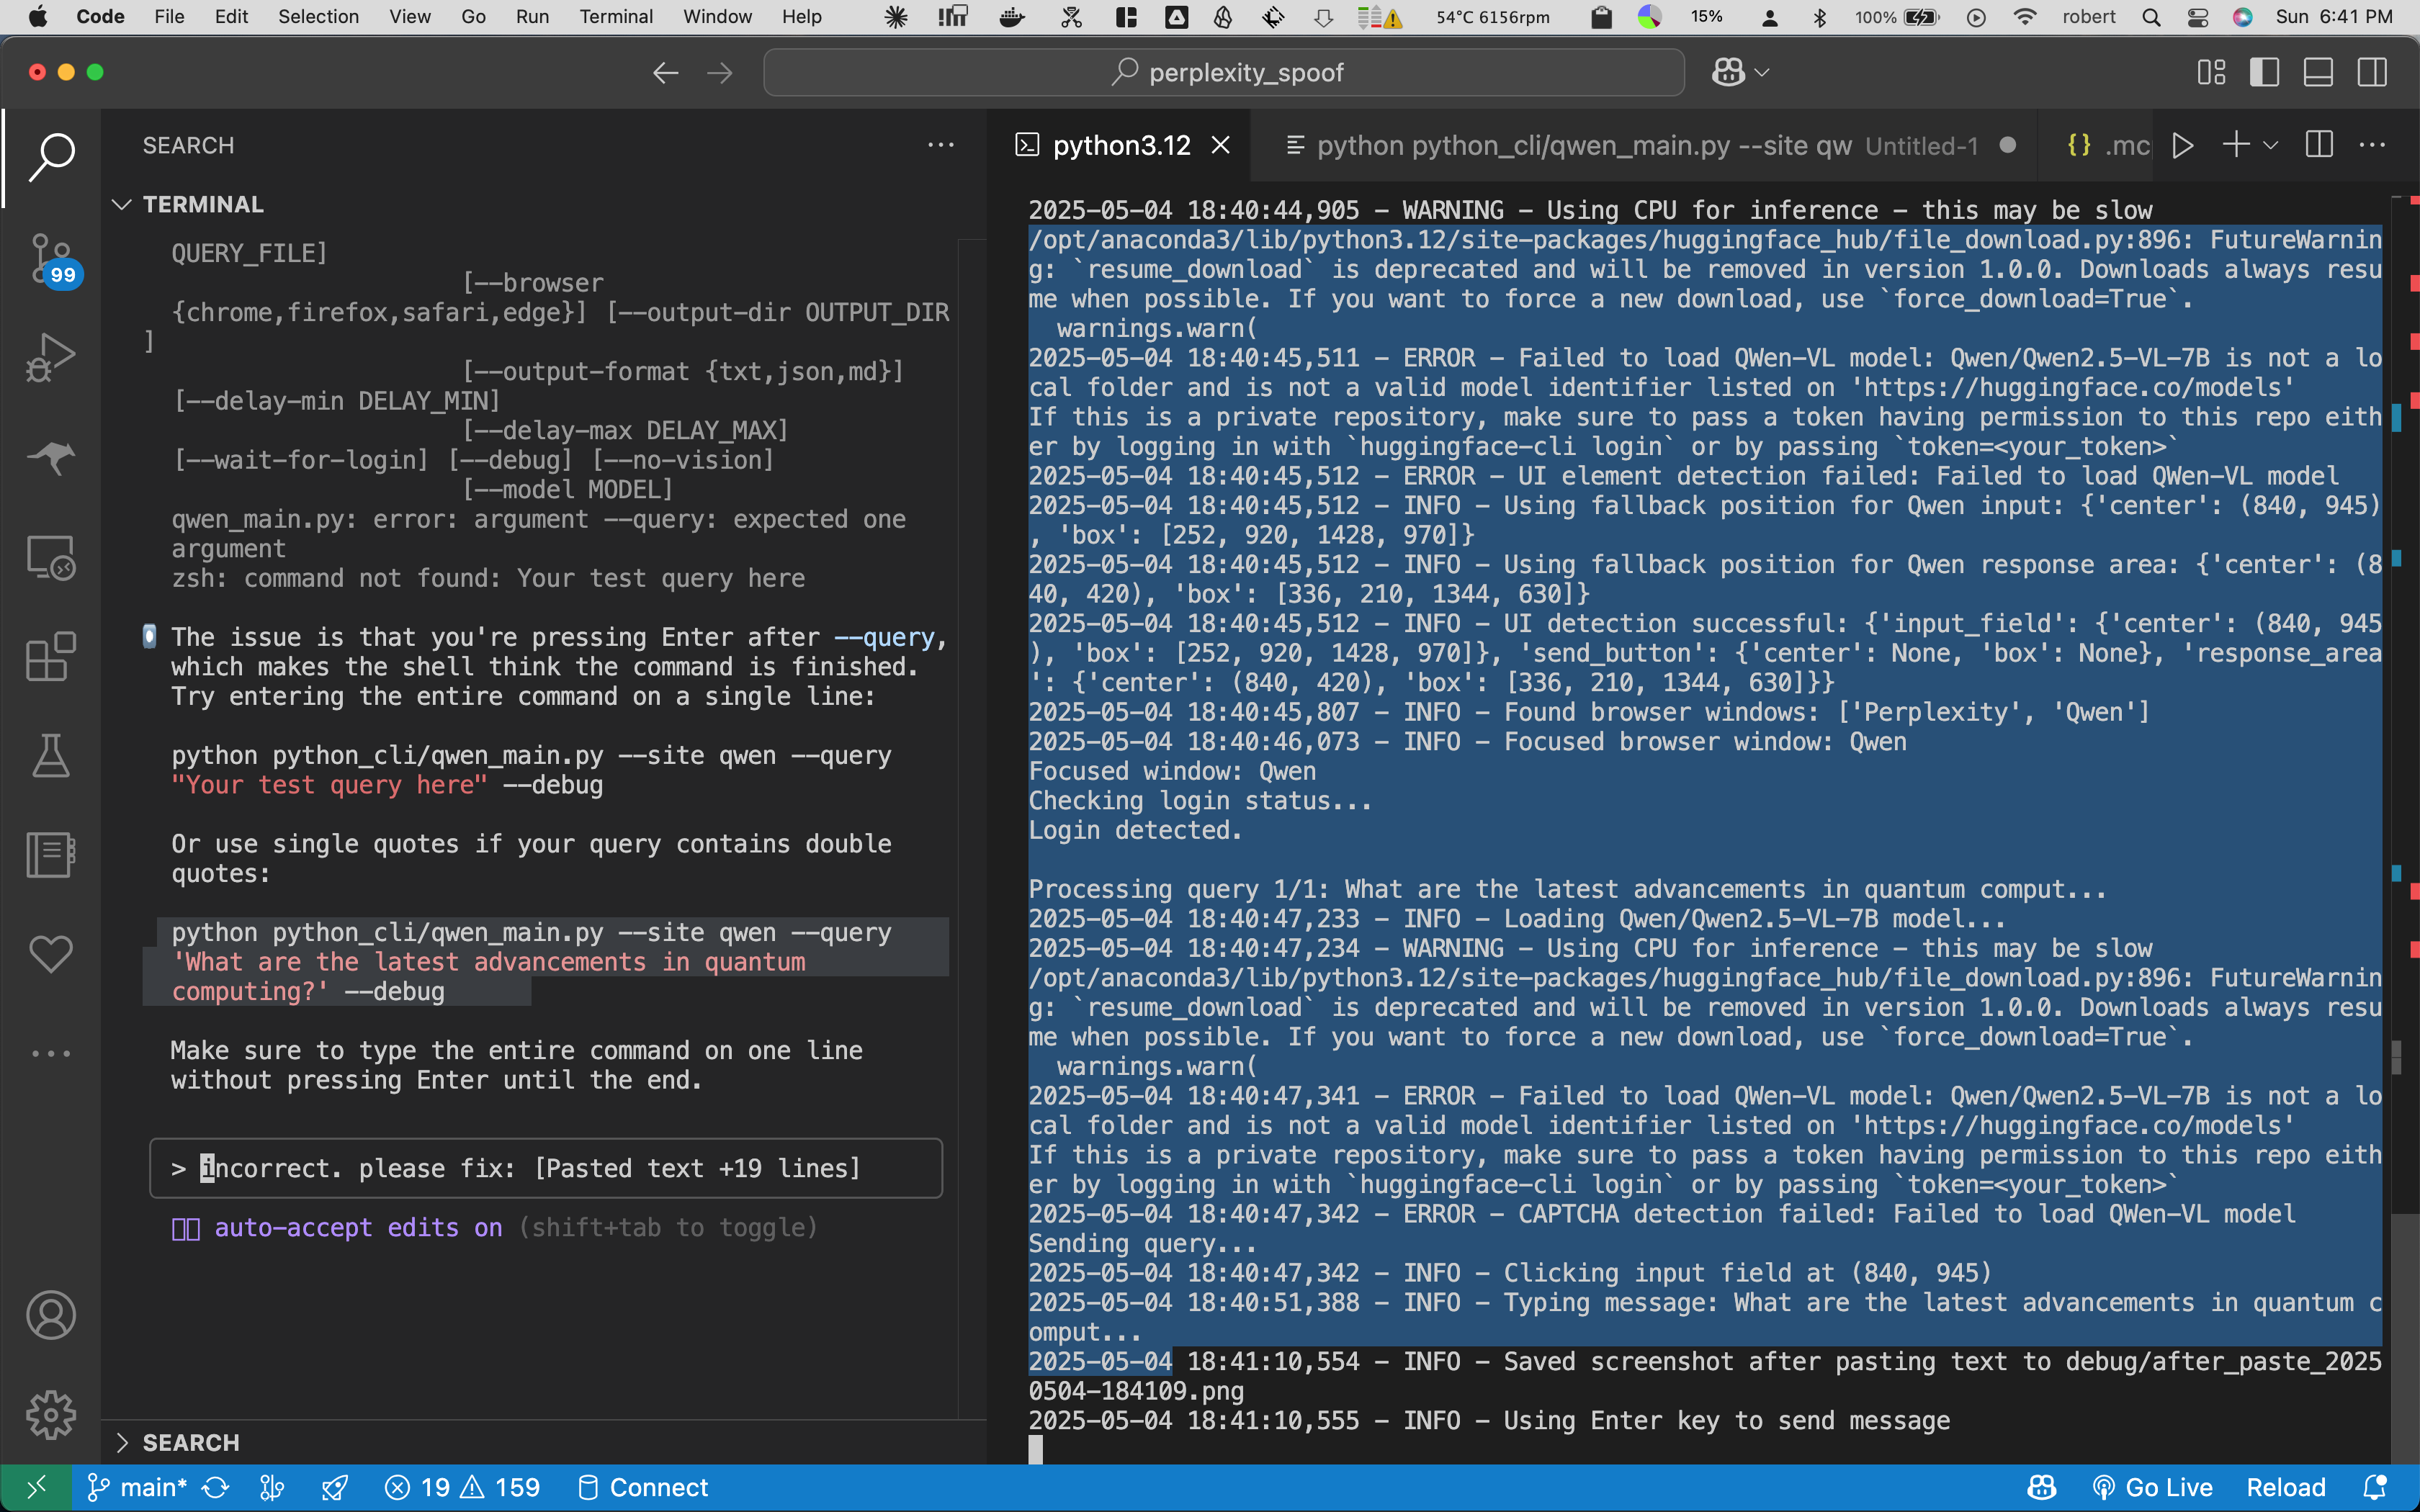 Code File Edit Selection View Go Run Terminal Window Help 54°C 6156rpm 15% 100% robert Sun 6:41 PM
perplexity_spoof
SEARCH
TERMINAL
QUERY_FILE]
[--browser
{chrome,firefox,safari,edge}] [--output-dir OUTPUT_DIR
]
[--output-format {txt,json,md}]
[--delay-min DELAY_MIN]
[--delay-max DELAY_MAX]
[--wait-for-login] [--debug] [--no-vision]
[--model MODEL]
qwen_main.py: error: argument --query: expected one
argument
zsh: command not found: Your test query here
The issue is that you're pressing Enter after --query,
which makes the shell think the command is finished.
Try entering the entire command on a single line:
python python_cli/qwen_main.py --site qwen --query
"Your test query here" --debug
Or use single quotes if your query contains double
quotes:
python python_cli/qwen_main.py --site qwen --query
'What are the latest advancements in quantum
computing?' --debug
Make sure to type the entire command on one line
without pressing Enter until the end.
> incorrect. please fix: [Pasted text +19 lines]
auto-accept edits on (shift+tab to toggle)
SEARCH
99
python3.12 python python_cli/qwen_main.py --site qw Untitled-1 {} .mc
2025-05-04 18:40:44,905 - WARNING - Using CPU for inference - this may be slow
/opt/anaconda3/lib/python3.12/site-packages/huggingface_hub/file_download.py:896: FutureWarnin
g: `resume_download` is deprecated and will be removed in version 1.0.0. Downloads always resu
me when possible. If you want to force a new download, use `force_download=True`.
warnings.warn(
2025-05-04 18:40:45,511 - ERROR - Failed to load QWen-VL model: Qwen/Qwen2.5-VL-7B is not a lo
cal folder and is not a valid model identifier listed on 'https://huggingface.co/models'
If this is a private repository, make sure to pass a token having permission to this repo eith
er by logging in with `huggingface-cli login` or by passing `token=<your_token>`
2025-05-04 18:40:45,512 - ERROR - UI element detection failed: Failed to load QWen-VL model
2025-05-04 18:40:45,512 - INFO - Using fallback position for Qwen input: {'center': (840, 945)
, 'box': [252, 920, 1428, 970]}
2025-05-04 18:40:45,512 - INFO - Using fallback position for Qwen response area: {'center': (8
40, 420), 'box': [336, 210, 1344, 630]}
2025-05-04 18:40:45,512 - INFO - UI detection successful: {'input_field': {'center': (840, 945
), 'box': [252, 920, 1428, 970]}, 'send_button': {'center': None, 'box': None}, 'response_area
': {'center': (840, 420), 'box': [336, 210, 1344, 630]}}
2025-05-04 18:40:45,807 - INFO - Found browser windows: ['Perplexity', 'Qwen']
2025-05-04 18:40:46,073 - INFO - Focused browser window: Qwen
Focused window: Qwen
Checking login status...
Login detected.
Processing query 1/1: What are the latest advancements in quantum comput...
2025-05-04 18:40:47,233 - INFO - Loading Qwen/Qwen2.5-VL-7B model...
2025-05-04 18:40:47,234 - WARNING - Using CPU for inference - this may be slow
/opt/anaconda3/lib/python3.12/site-packages/huggingface_hub/file_download.py:896: FutureWarnin
g: `resume_download` is deprecated and will be removed in version 1.0.0. Downloads always resu
me when possible. If you want to force a new download, use `force_download=True`.
warnings.warn(
2025-05-04 18:40:47,341 - ERROR - Failed to load QWen-VL model: Qwen/Qwen2.5-VL-7B is not a lo
cal folder and is not a valid model identifier listed on 'https://huggingface.co/models'
If this is a private repository, make sure to pass a token having permission to this repo eith
er by logging in with `huggingface-cli login` or by passing `token=<your_token>`
2025-05-04 18:40:47,342 - ERROR - CAPTCHA detection failed: Failed to load QWen-VL model
Sending query...
2025-05-04 18:40:47,342 - INFO - Clicking input field at (840, 945)
2025-05-04 18:40:51,388 - INFO - Typing message: What are the latest advancements in quantum c
omput...
2025-05-04 18:41:10,554 - INFO - Saved screenshot after pasting text to debug/after_paste_2025
0504-184109.png
2025-05-04 18:41:10,555 - INFO - Using Enter key to send message
main* 19 159 Connect Go Live Reload